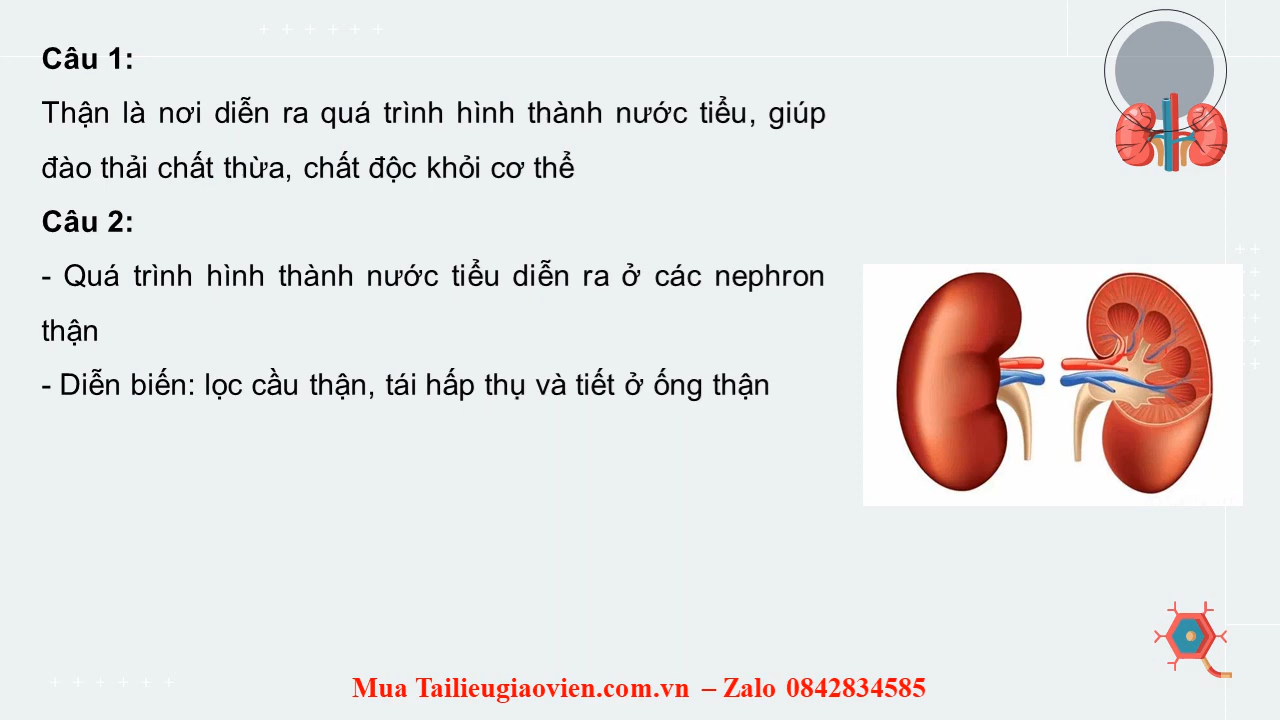 Câu 1:
Thận là nơi diễn ra quá trình hình thành nước tiểu, giúp
đào thải chất thừa, chất độc khỏi cơ thể
Câu 2:
- Quá trình hình thành nước tiểu diễn ra ở các nephron
thận
- Diễn biến: lọc cầu thận, tái hấp thụ và tiết ở ống thận
Mua Tailieugiaovien.com.vn – Zalo 0842834585